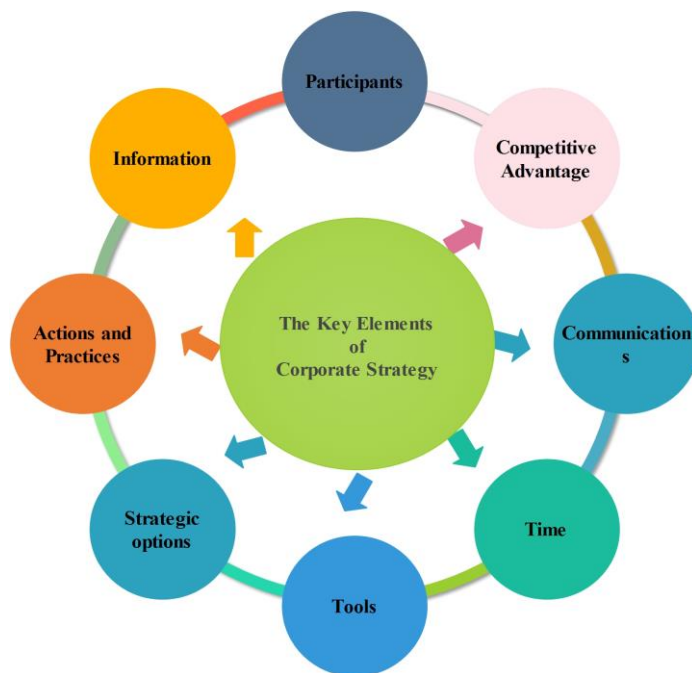 Participants
Competitive
Advantage
Information
The Key Elements
of
Corporate Strategy
Communication
s
Actions and
Practices
Time
Strategic
options
Tools